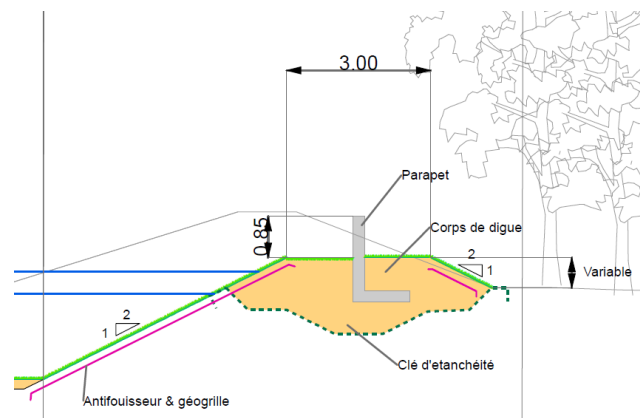 3.00
Parapet
0.85
Corps de digue
2
1
Variable
2
1
Clé d'etanchéité
Antifouisseur & géogrille